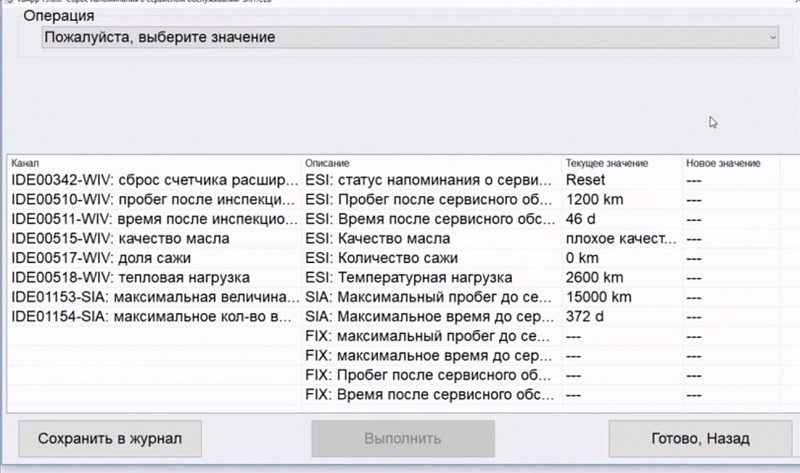 Операция
Пожалуйста, выберите значение
Канал Описание Текущее значение Новое значение
IDE00342-WIV: сброс счетчика расшир... ESI: статус напоминания о серви... Reset ---
IDE00510-WIV: пробег после инспекци... ESI: Пробег после сервисного об... 1200 km ---
IDE00511-WIV: время после инспекцио... ESI: Время после сервисного обс... 46 d ---
IDE00515-WIV: качество масла ESI: Качество масла плохое качест... ---
IDE00517-WIV: доля сажи ESI: Количество сажи 0 km ---
IDE00518-WIV: тепловая нагрузка ESI: Температурная нагрузка 2600 km ---
IDE01153-SIA: максимальная величина... SIA: Максимальный пробег до се... 15000 km ---
IDE01154-SIA: максимальное кол-во в... SIA: Максимальное время до сер... 372 d ---
FIX: максимальный пробег до се... --- ---
FIX: максимальное время до се... --- ---
FIX: Пробег после сервисного об... --- ---
FIX: Время после сервисного обс... --- ---
Сохранить в журнал Выполнить Готово, Назад